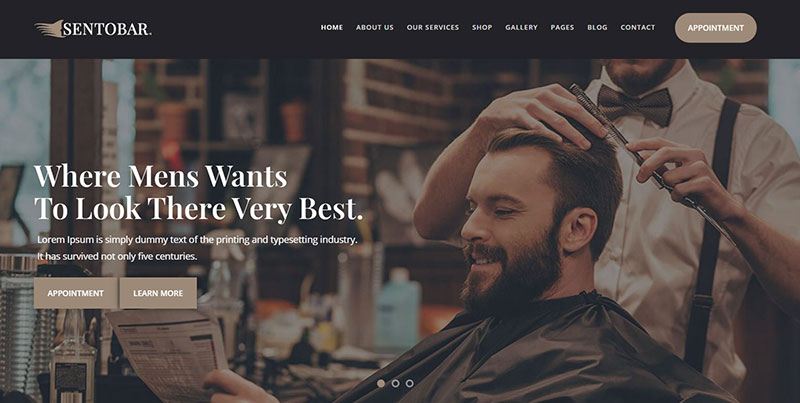 SENTOBAR.
HOME ABOUT US OUR SERVICES SHOP GALLERY PAGES BLOG CONTACT APPOINTMENT
Where Mens Wants
To Look There Very Best.
Lorem Ipsum is simply dummy text of the printing and typesetting industry.
It has survived not only five centuries.
APPOINTMENT LEARN MORE